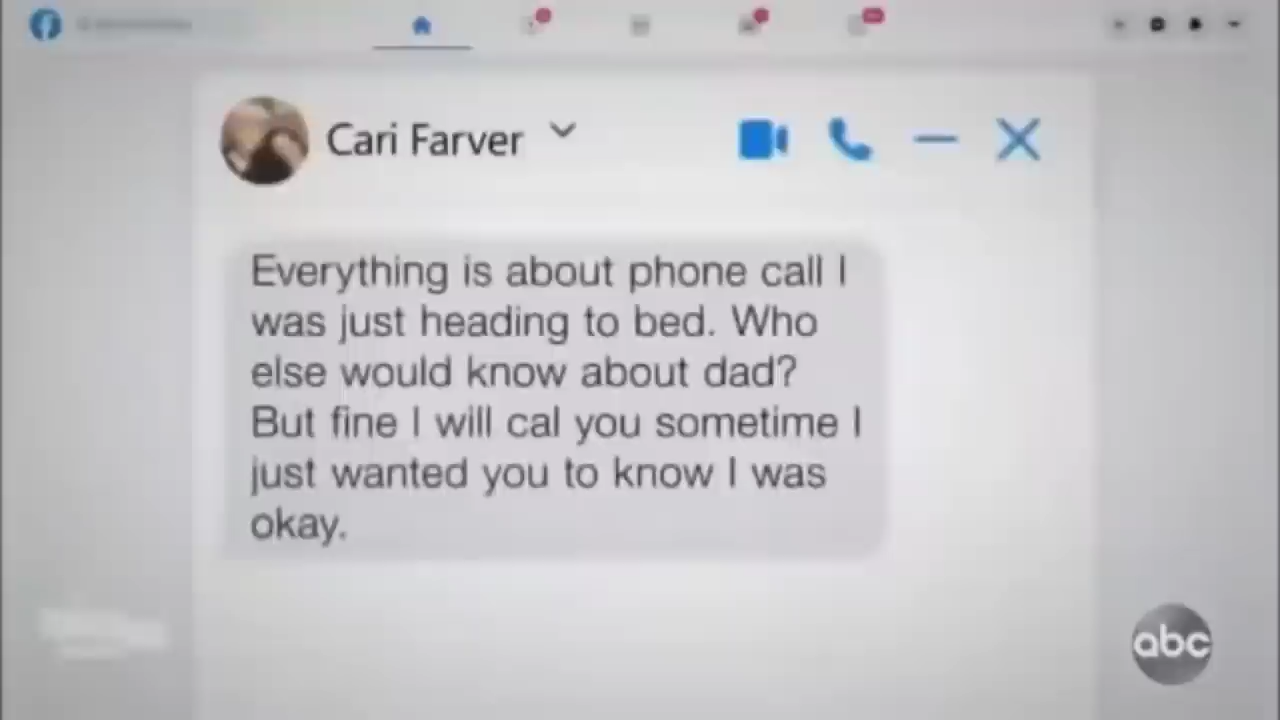 Cari Farver
Everything is about phone call I
was just heading to bed. Who
else would know about dad?
But fine I will cal you sometime I
just wanted you to know I was
okay.
abc